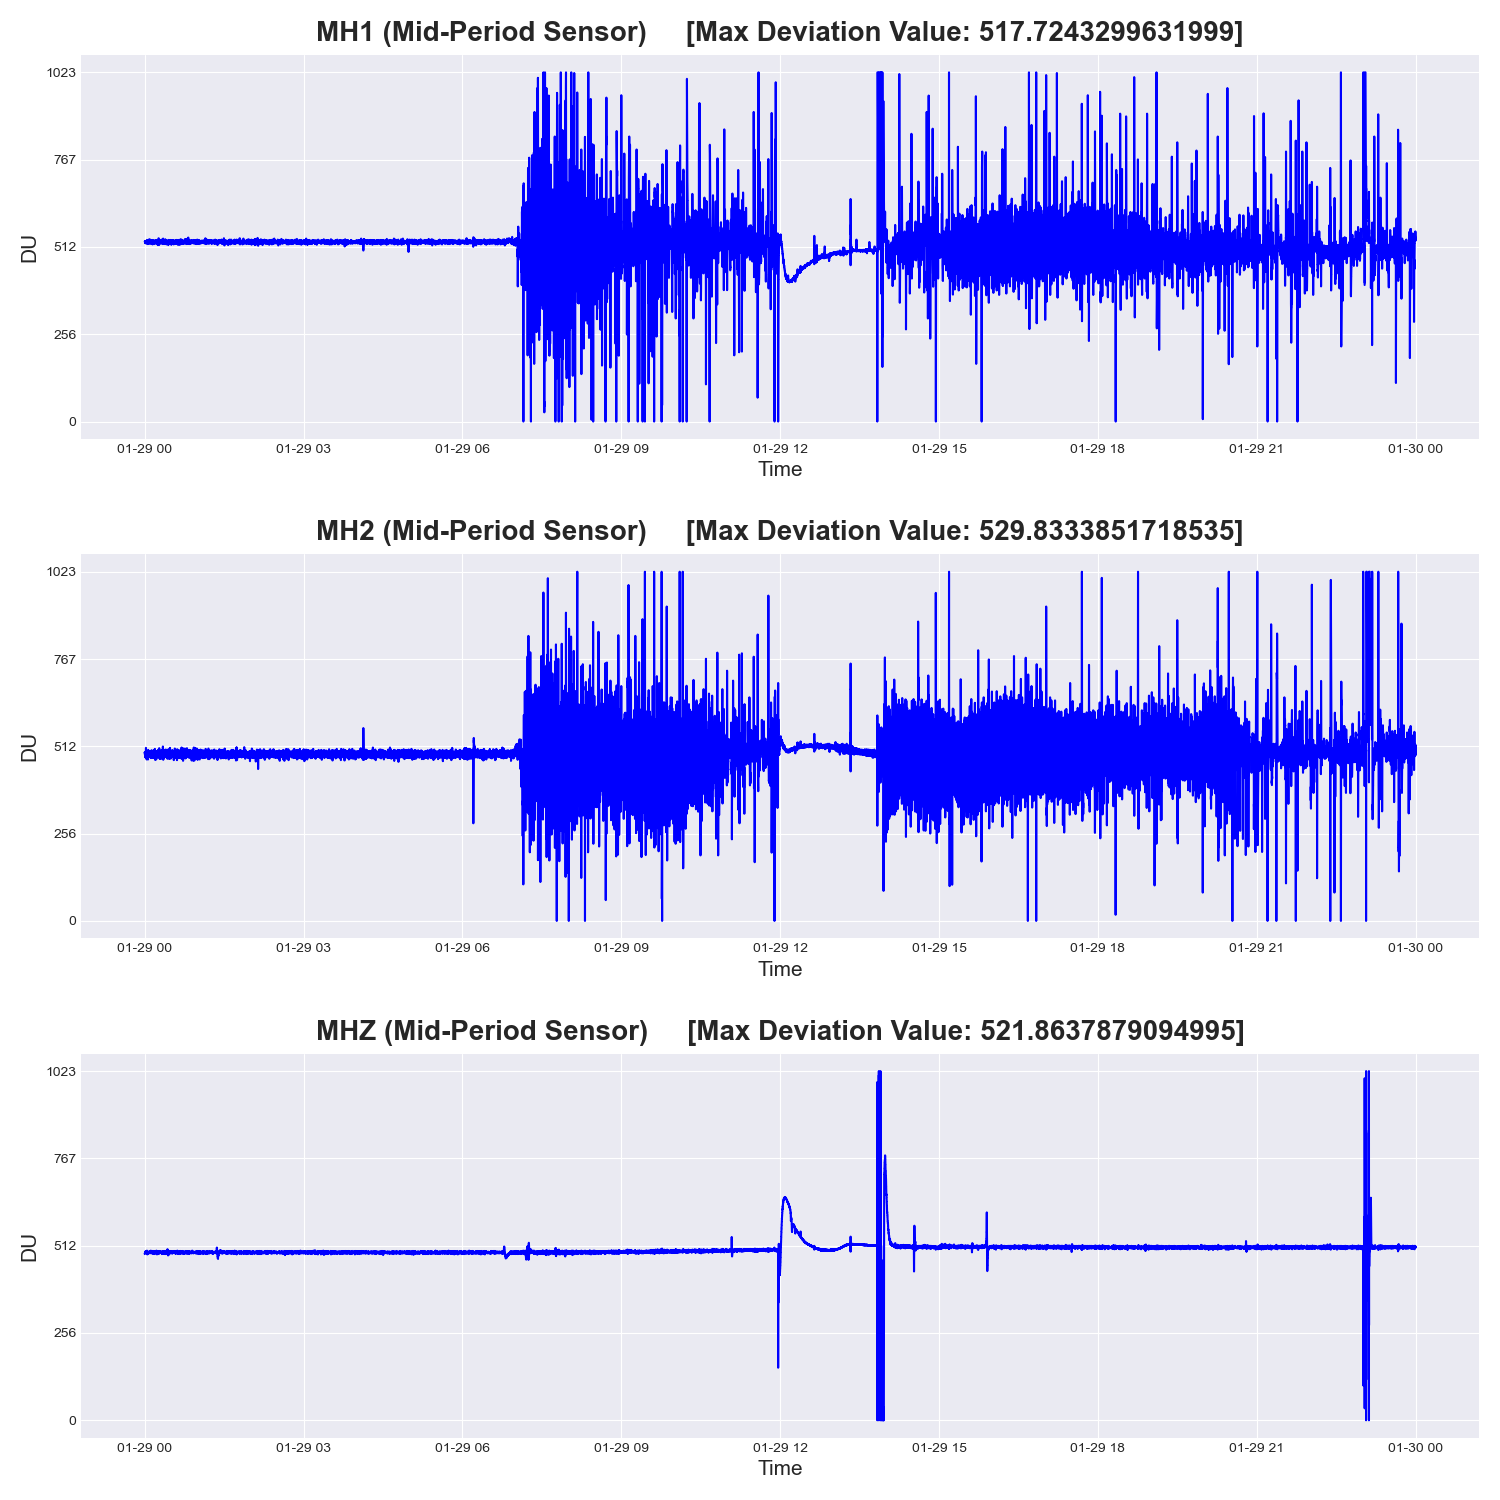 MH1 (Mid-Period Sensor) [Max Deviation Value: 517.7243299631999]
1023
767
512
256
0
DU
01-29 00 01-29 03 01-29 06 01-29 09 01-29 12 01-29 15 01-29 18 01-29 21 01-30 00
Time
MH2 (Mid-Period Sensor) [Max Deviation Value: 529.8333851718535]
1023
767
512
256
0
DU
01-29 00 01-29 03 01-29 06 01-29 09 01-29 12 01-29 15 01-29 18 01-29 21 01-30 00
Time
MHZ (Mid-Period Sensor) [Max Deviation Value: 521.8637879094995]
1023
767
512
256
0
DU
01-29 00 01-29 03 01-29 06 01-29 09 01-29 12 01-29 15 01-29 18 01-29 21 01-30 00
Time